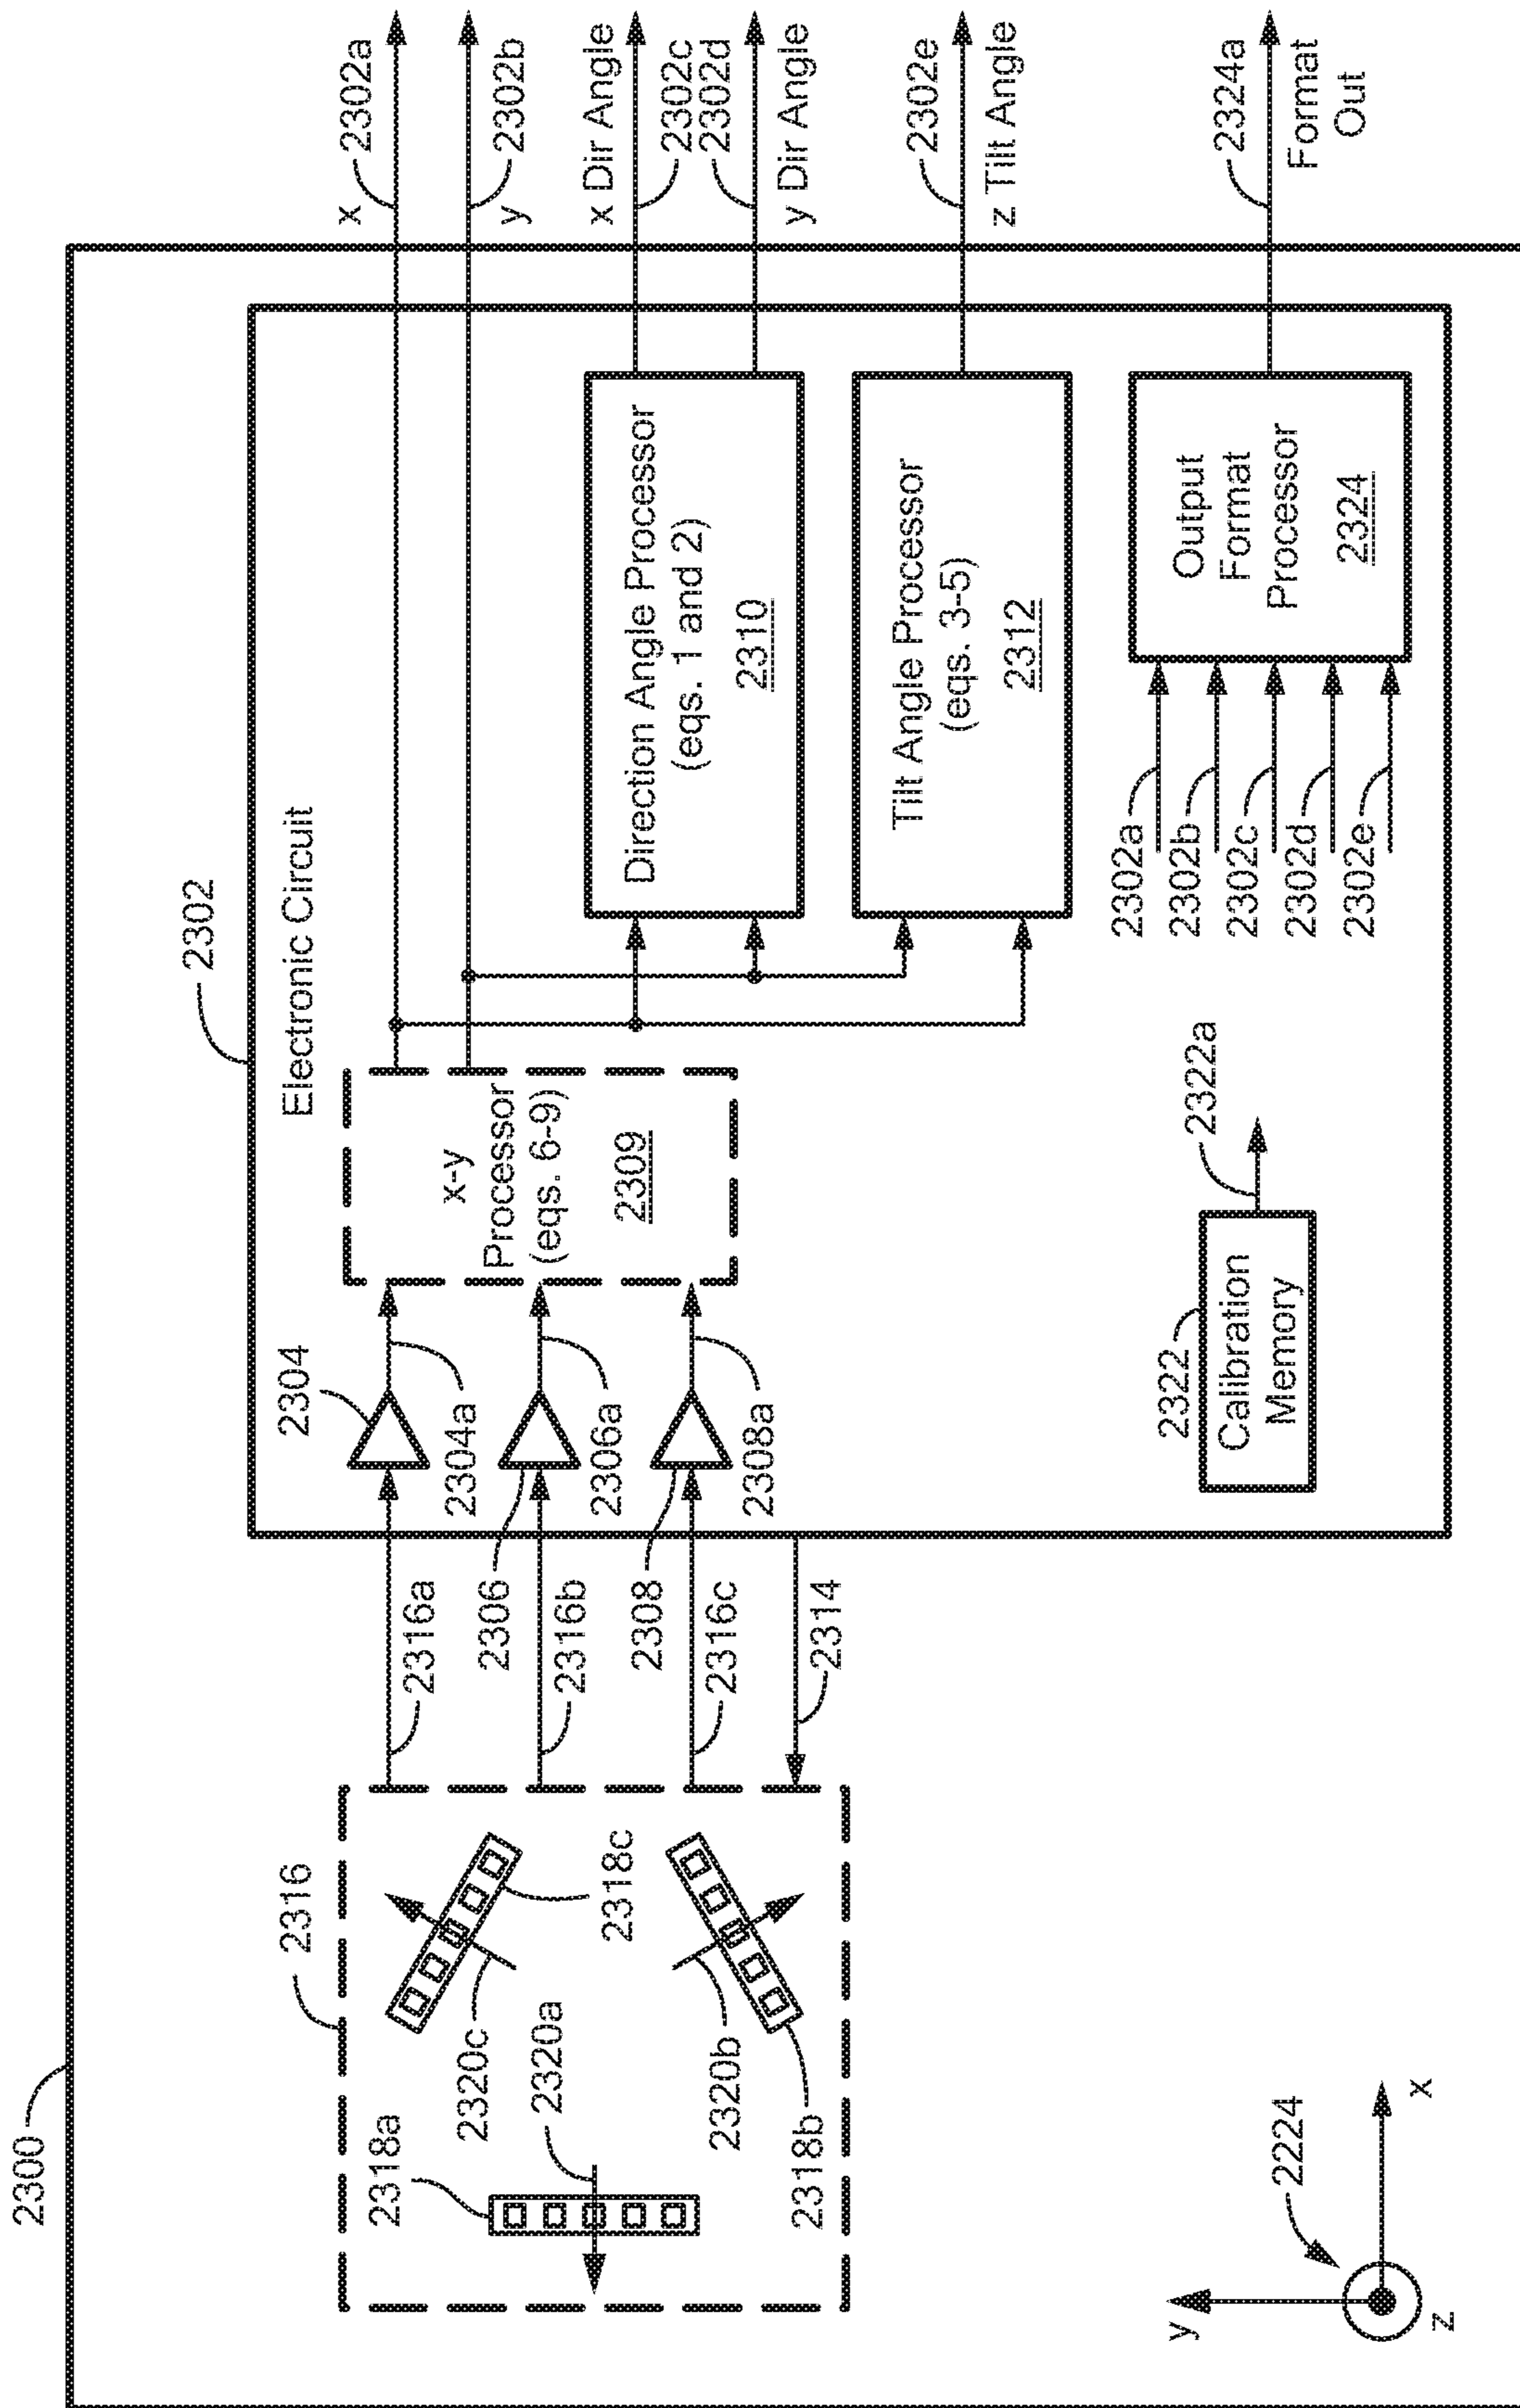 2300
2302
Electronic Circuit
2316
2318a
2320c
2320a
2318c
2320b
2318b
2316a
2306
2316b
2308
2316c
2314
2304
2304a
2306a
2308a
x-y
Processor
(eqs. 6-9)
2309
x
2302a
2302b
y
Direction Angle Processor
(eqs. 1 and 2)
2310
x Dir Angle
2302c
2302d
y Dir Angle
Tilt Angle Processor
(eqs. 3-5)
2312
2302e
z Tilt Angle
2322
Calibration
Memory
2322a
2302a
2302b
2302c
2302d
2302e
Output
Format
Processor
2324
2324a
Format
Out
2224
y
x
z